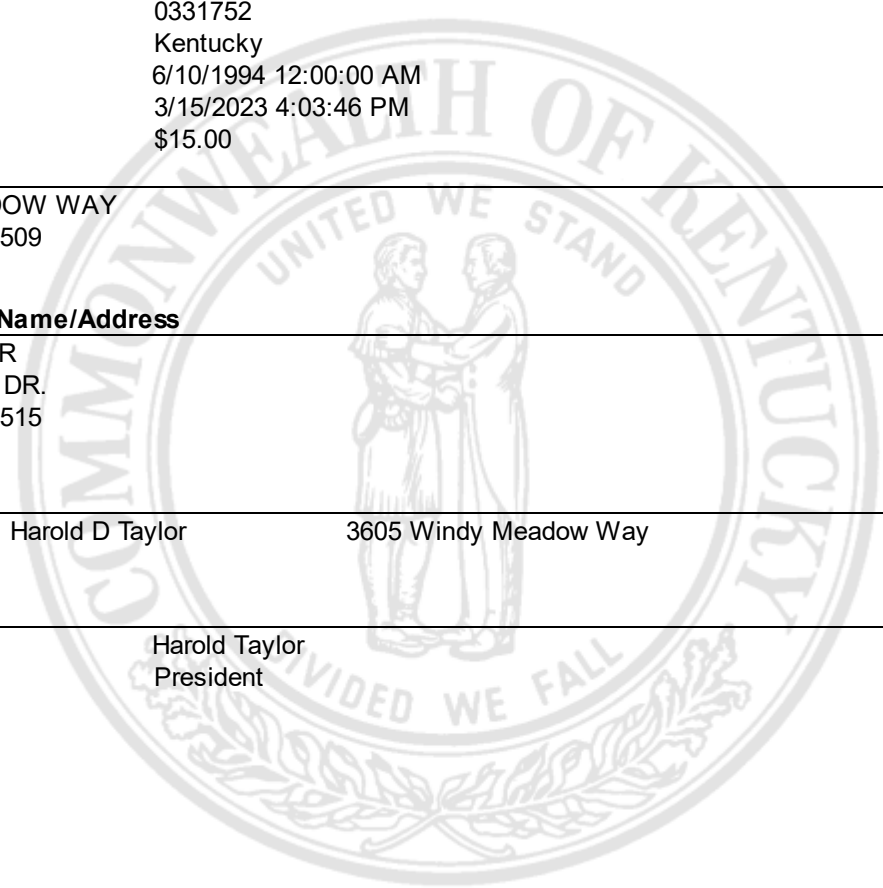 0331752
Kentucky
6/10/1994 12:00:00 AM
3/15/2023 4:03:46 PM
$15.00
OW WAY
509
Name/Address
R
DR.
515
Harold D Taylor 3605 Windy Meadow Way
Harold Taylor
President
COMMONWEALTH OF KENTUCKY
UNITED WE STAND
DIVIDED WE FALL